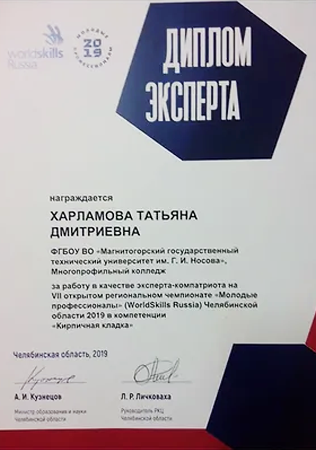 worldskills
Russia
МОЛОДЫЕ
2019
ПРОФЕССИОНАЛЫ
ДИПЛОМ
ЭКСПЕРТА
награждается
ХАРЛАМОВА ТАТЬЯНА
ДМИТРИЕВНА
ФГБОУ ВО «Магнитогорский государственный
технический университет им. Г. И. Носова»,
Многопрофильный колледж
за работу в качестве эксперта-компатриота на
VII открытом региональном чемпионате «Молодые
профессионалы» (WorldSkills Russia) Челябинской
области 2019 в компетенции
«Кирпичная кладка»
Челябинская область, 2019
А. И. Кузнецов
Министр образования и науки
Челябинской области
Л. Р. Личковаха
Руководитель РКЦ
Челябинской области